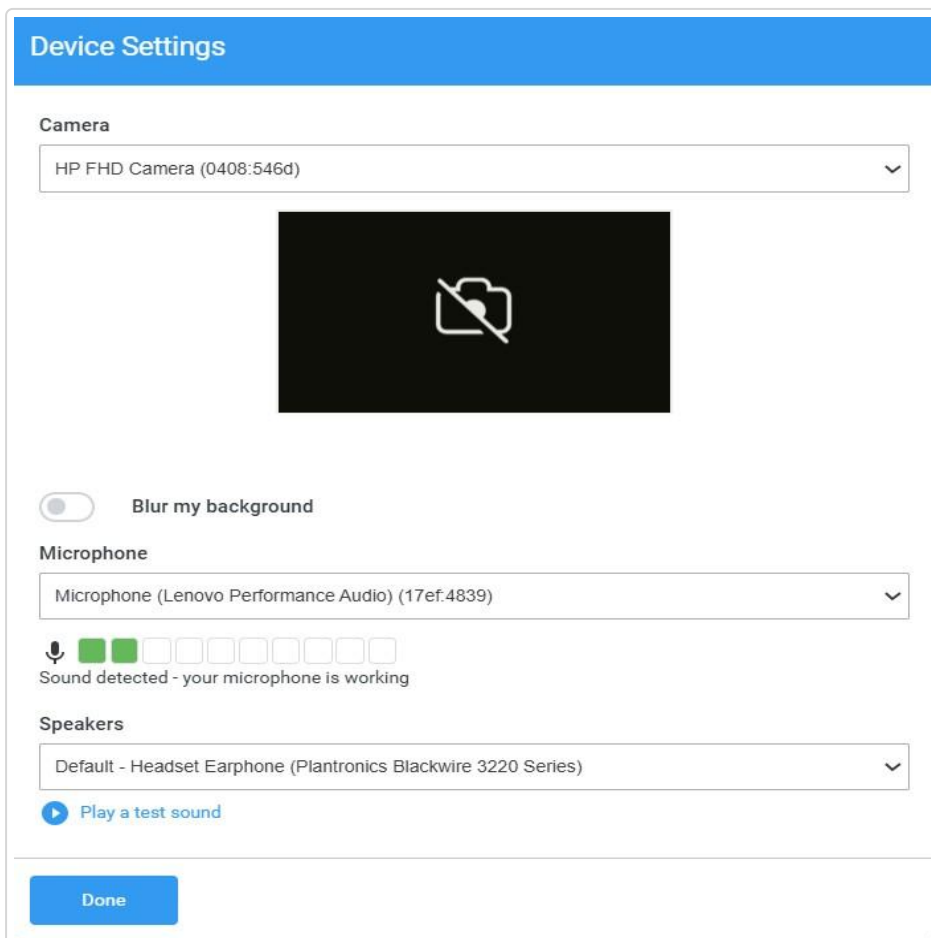 Device Settings
Camera
HP FHD Camera (0408:546d)
Blur my background
Microphone
Microphone (Lenovo Performance Audio) (17ef:4839)
Sound detected - your microphone is working
Speakers
Default - Headset Earphone (Plantronics Blackwire 3220 Series)
Play a test sound
Done